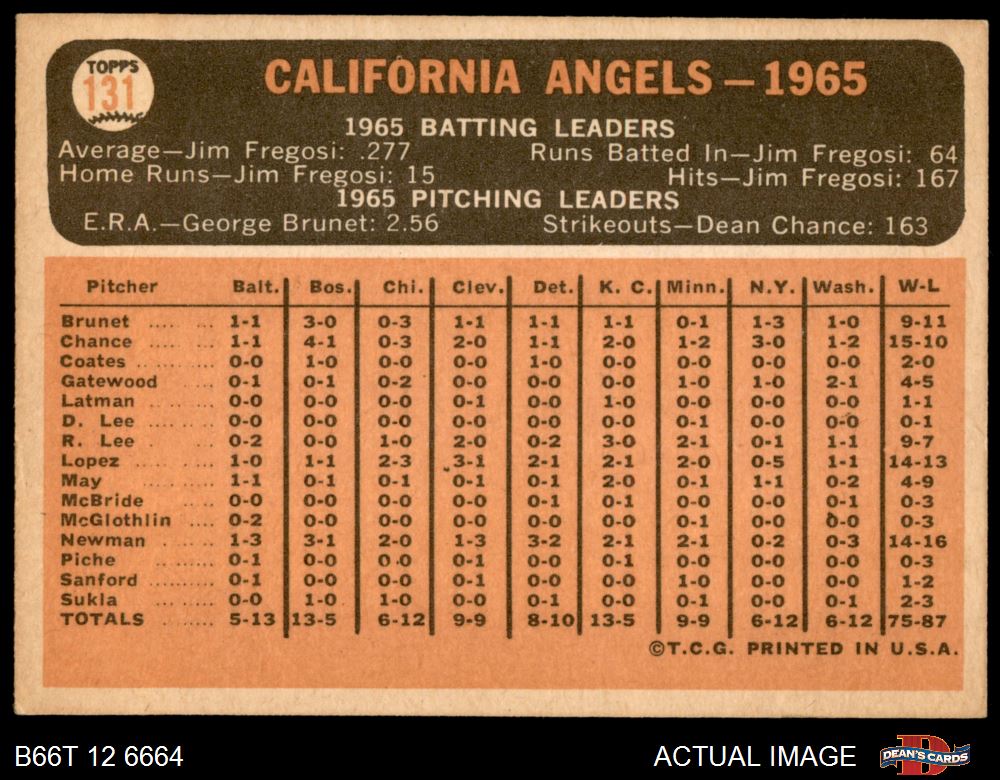 TOPPS
131
CALIFORNIA ANGELS — 1965
1965 BATTING LEADERS
Average—Jim Fregosi: .277 Runs Batted In—Jim Fregosi: 64
Home Runs—Jim Fregosi: 15 Hits—Jim Fregosi: 167
1965 PITCHING LEADERS
E.R.A.—George Brunet: 2.56 Strikeouts—Dean Chance: 163
Pitcher Balt. Bos. Chi. Clev. Det. K. C. Minn. N.Y. Wash. W-L
Brunet .... ... 1-1 3-0 0-3 1-1 1-1 1-1 0-1 1-3 1-0 9-11
Chance ..... ..... 1-1 4-1 0-3 2-0 1-1 2-0 1-2 3-0 1-2 15-10
Coates ..... ..... 0-0 1-0 0-0 0-0 1-0 0-0 0-0 0-0 0-0 2-0
Gatewood .... ... 0-1 0-1 0-2 0-0 0-0 0-0 1-0 1-0 2-1 4-5
Latman .. ....... 0-0 0-0 0-0 0-1 0-0 1-0 0-0 0-0 0-0 1-1
D. Lee ... ...... 0-0 0-0 0-0 0-0 0-0 0-0 0-1 0-0 0-0 0-1
R. Lee . ...... 0-2 0-0 1-0 2-0 0-2 3-0 2-1 0-1 1-1 9-7
Lopez ..... ..... 1-0 1-1 2-3 3-1 2-1 2-1 2-0 0-5 1-1 14-13
May ..... ..... 1-1 0-1 0-1 0-1 0-1 2-0 0-1 1-1 0-2 4-9
McBride ... .... 0-0 0-0 0-0 0-1 0-0 0-1 0-0 0-0 0-1 0-3
McGlothlin .... 0-2 0-0 0-0 0-0 0-0 0-0 0-1 0-0 0-0 0-3
Newman ... ..... 1-3 3-1 2-0 1-3 3-2 2-1 2-1 0-2 0-3 14-16
Piche ..... ..... 0-1 0-0 0-0 0-1 0-0 0-1 0-0 0-0 0-0 0-3
Sanford .......... 0-1 0-0 0-0 0-1 0-0 0-0 1-0 0-0 0-0 1-2
Sukla ... ...... 0-0 1-0 1-0 0-0 0-1 0-0 0-1 0-0 0-1 2-3
TOTALS ........ 5-13 13-5 6-12 9-9 8-10 13-5 9-9 6-12 6-12 75-87
©T.C.G. PRINTED IN U.S.A.
B66T 12 6664 ACTUAL IMAGE DEAN'S CARDS